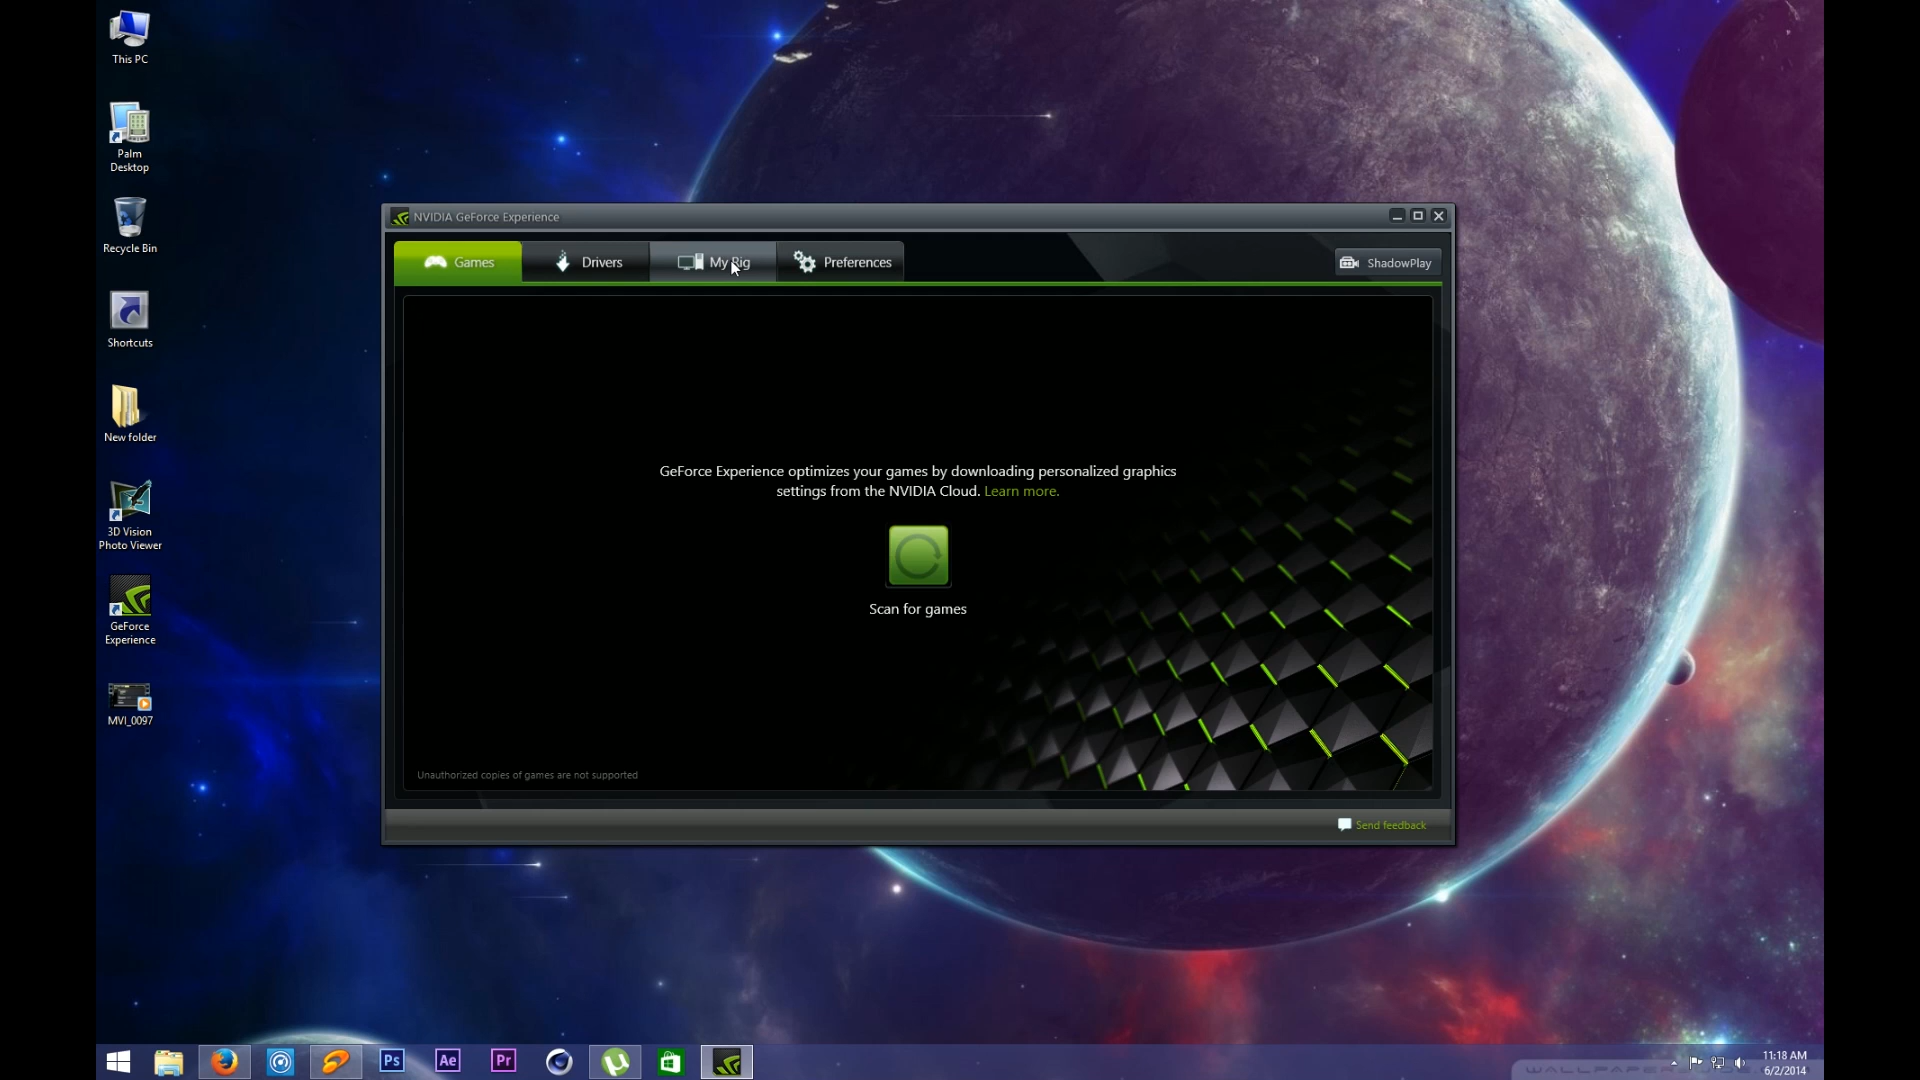 This PC
Palm
Desktop
Recycle Bin
Shortcuts
New folder
3D Vision
Photo Viewer
GeForce
Experience
MVI_0097
NVIDIA GeForce Experience
Games
Drivers
My Rig
Preferences
ShadowPlay
GeForce Experience optimizes your games by downloading personalized graphics
settings from the NVIDIA Cloud. Learn more.
Scan for games
Unauthorized copies of games are not supported
Send feedback
Ps
Ae
Pr
11:18 AM
6/2/2014